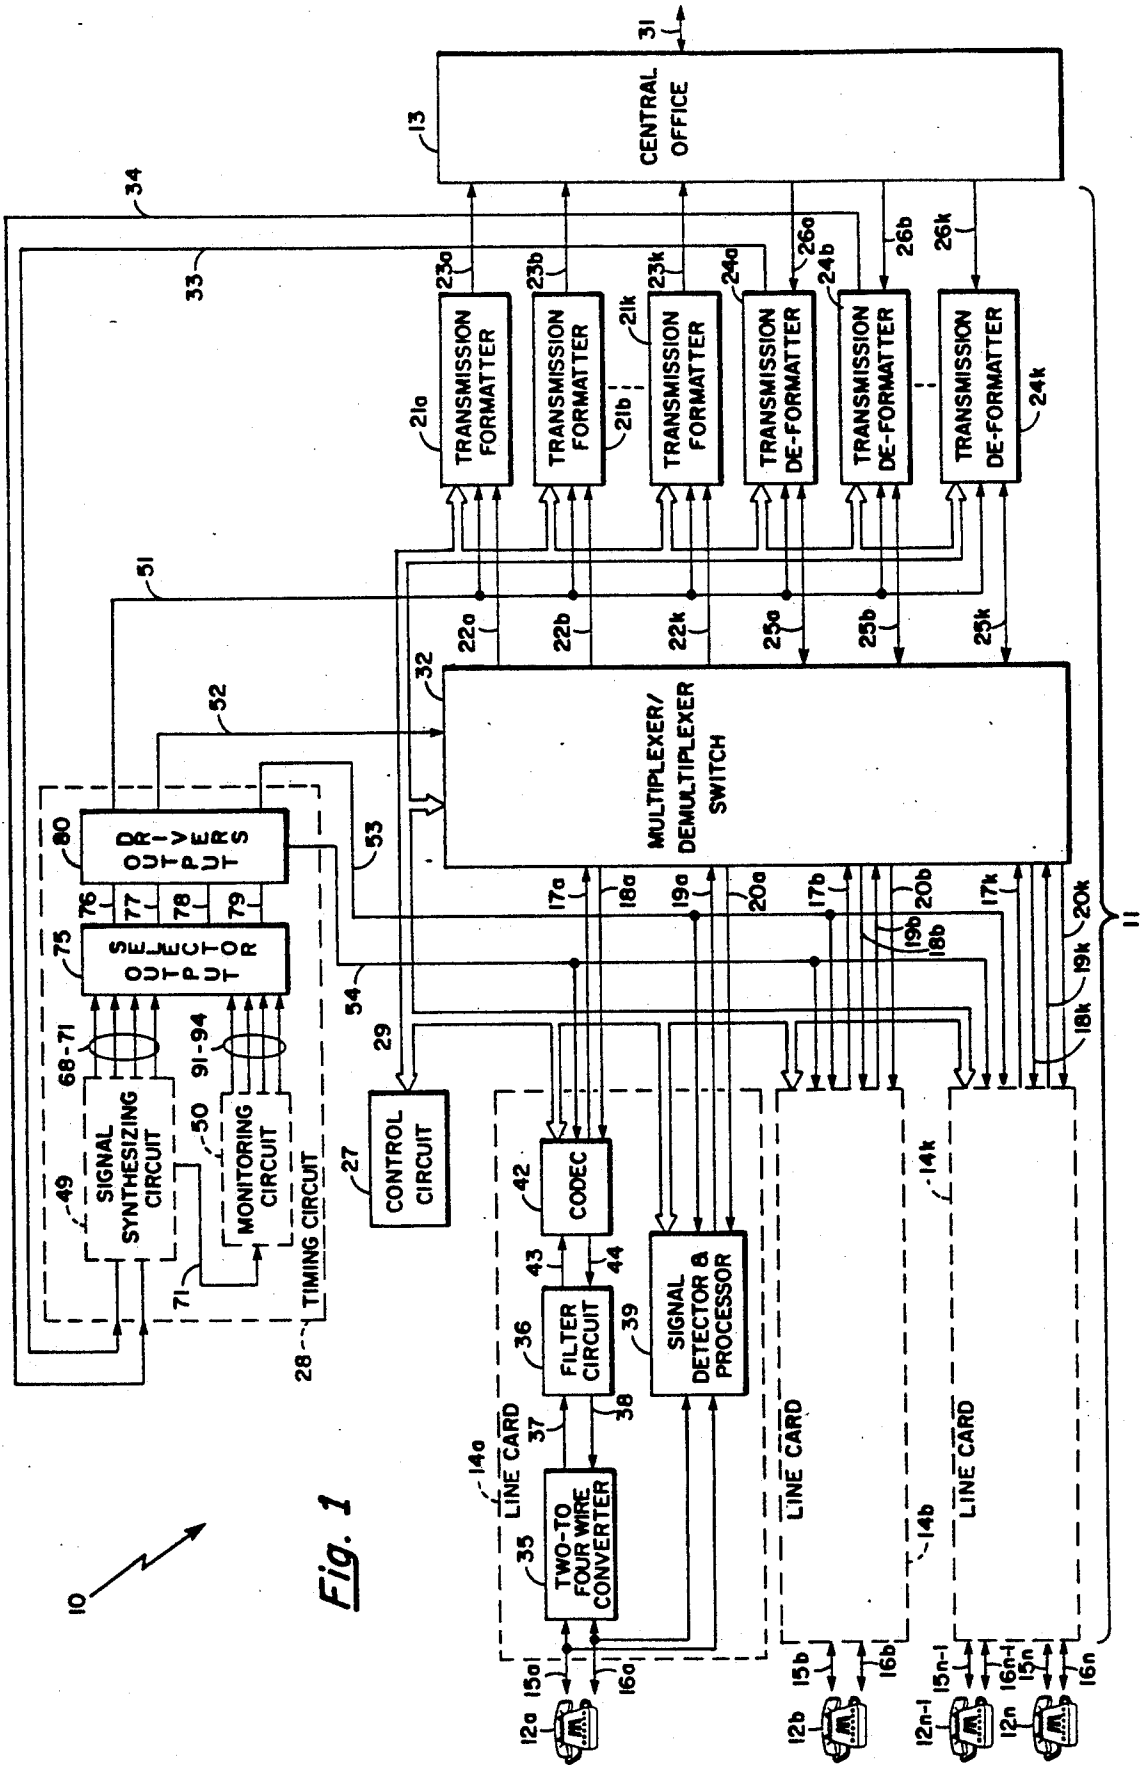 10
Fig. 1
28
TIMING CIRCUIT
49
SIGNAL
SYNTHESIZING
CIRCUIT
71
50
MONITORING
CIRCUIT
68-71
91-94
75
SELECTOR
OUTPUT
76
77
78
79
80
DRIVERS
OUTPUT
51
52
53
54
33
34
27
CONTROL
CIRCUIT
29
14a
LINE CARD
35
TWO-TO
FOUR WIRE
CONVERTER
37
38
36
FILTER
CIRCUIT
43
44
42
CODEC
39
SIGNAL
DETECTOR &
PROCESSOR
12a
15a
16a
LINE CARD
14b
12b
15b
16b
LINE CARD
14k
12n-1
15n-1
16n-1
12n
15n
16n
17a
18a
19a
20a
17b
20b
19b
18b
17k
20k
19k
18k
32
MULTIPLEXER/
DEMULTIPLEXER
SWITCH
22a
22b
22k
25a
25b
25k
21a
TRANSMISSION
FORMATTER
23a
TRANSMISSION
FORMATTER
21b
23b
21k
TRANSMISSION
FORMATTER
23k
24a
TRANSMISSION
DE-FORMATTER
26a
24b
TRANSMISSION
DE-FORMATTER
26b
TRANSMISSION
DE-FORMATTER
24k
26k
13
CENTRAL
OFFICE
31
11